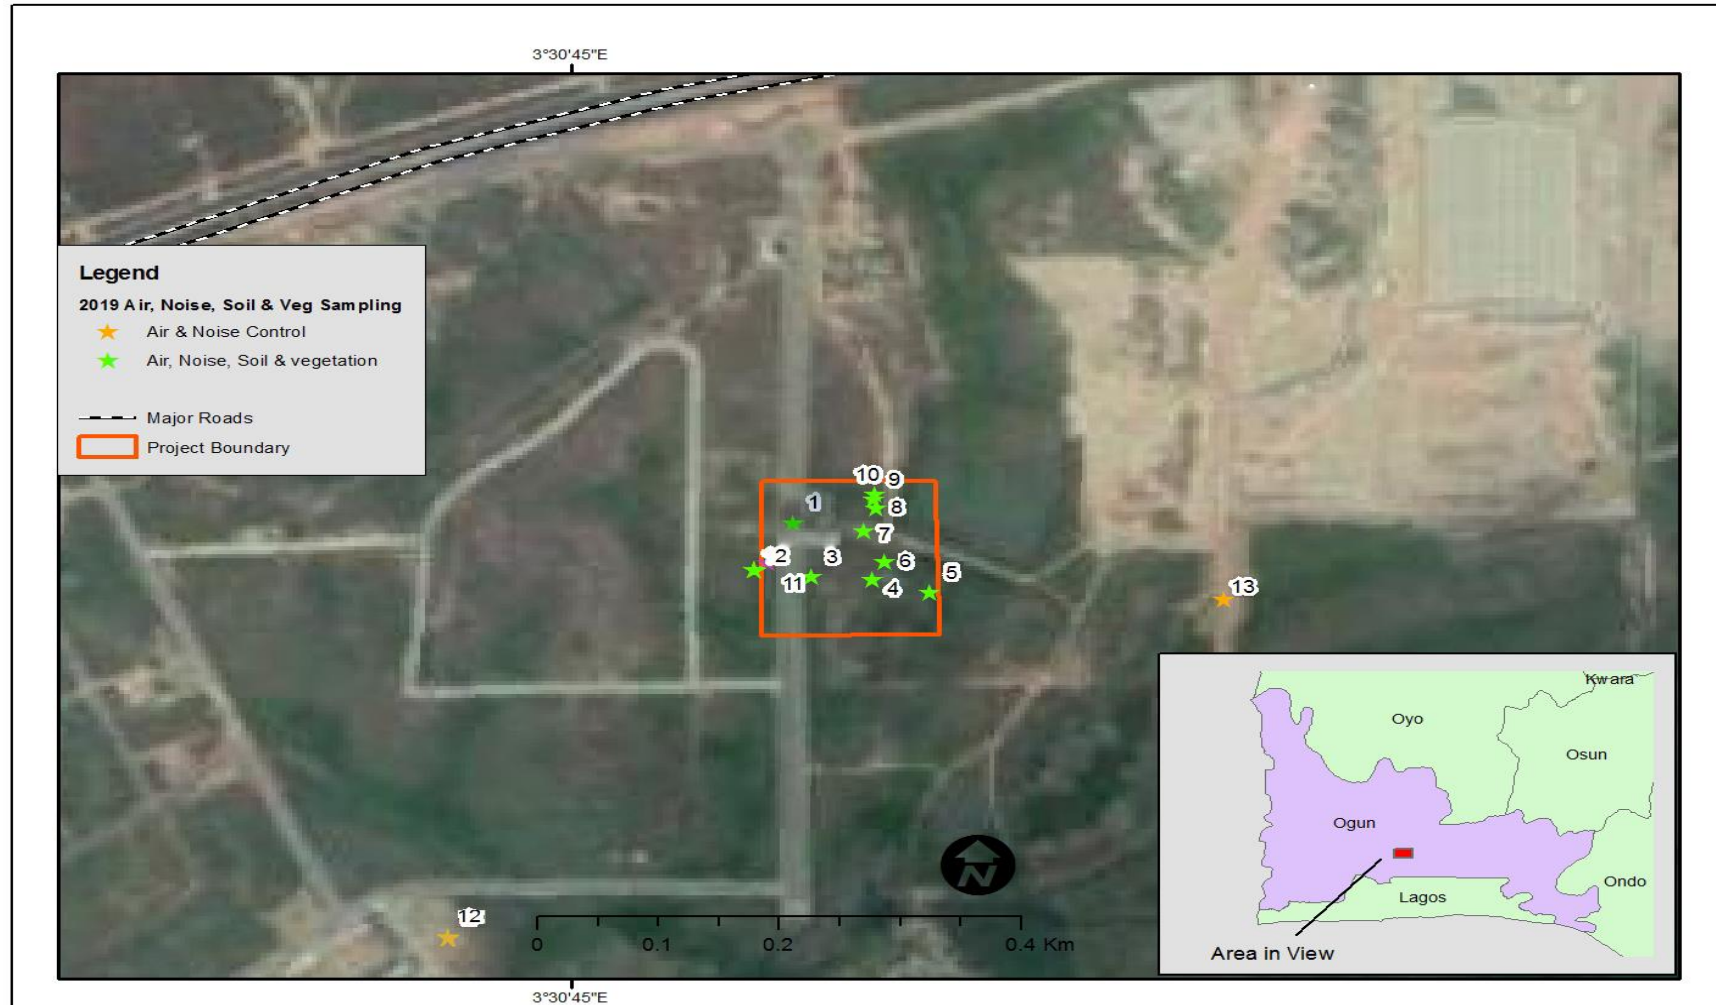 3°30'45"E
Legend
2019 Air, Noise, Soil & Veg Sampling
Air & Noise Control
Air, Noise, Soil & vegetation
Major Roads
Project Boundary
10
9
1
8
7
2
3
6
5
11
4
13
Kwara
Oyo
Osun
Ogun
Ondo
Lagos
Area in View
12
N
0
0.1
0.2
0.4 Km
3°30'45"E